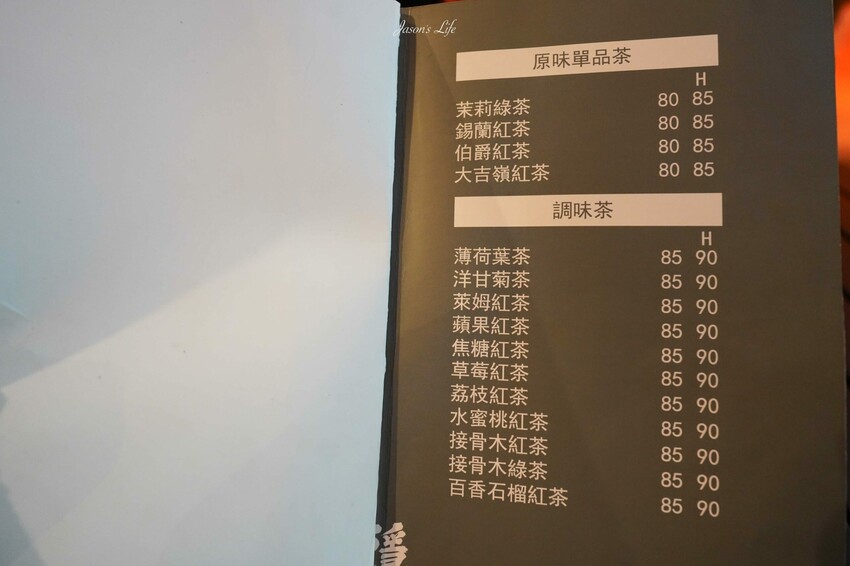 Jason's Life
原味單品茶
H
茉莉綠茶 80 85
錫蘭紅茶 80 85
伯爵紅茶 80 85
大吉嶺紅茶 80 85
調味茶
H
薄荷葉茶 85 90
洋甘菊茶 85 90
萊姆紅茶 85 90
蘋果紅茶 85 90
焦糖紅茶 85 90
草莓紅茶 85 90
荔枝紅茶 85 90
水蜜桃紅茶 85 90
接骨木紅茶 85 90
接骨木綠茶 85 90
百香石榴紅茶 85 90